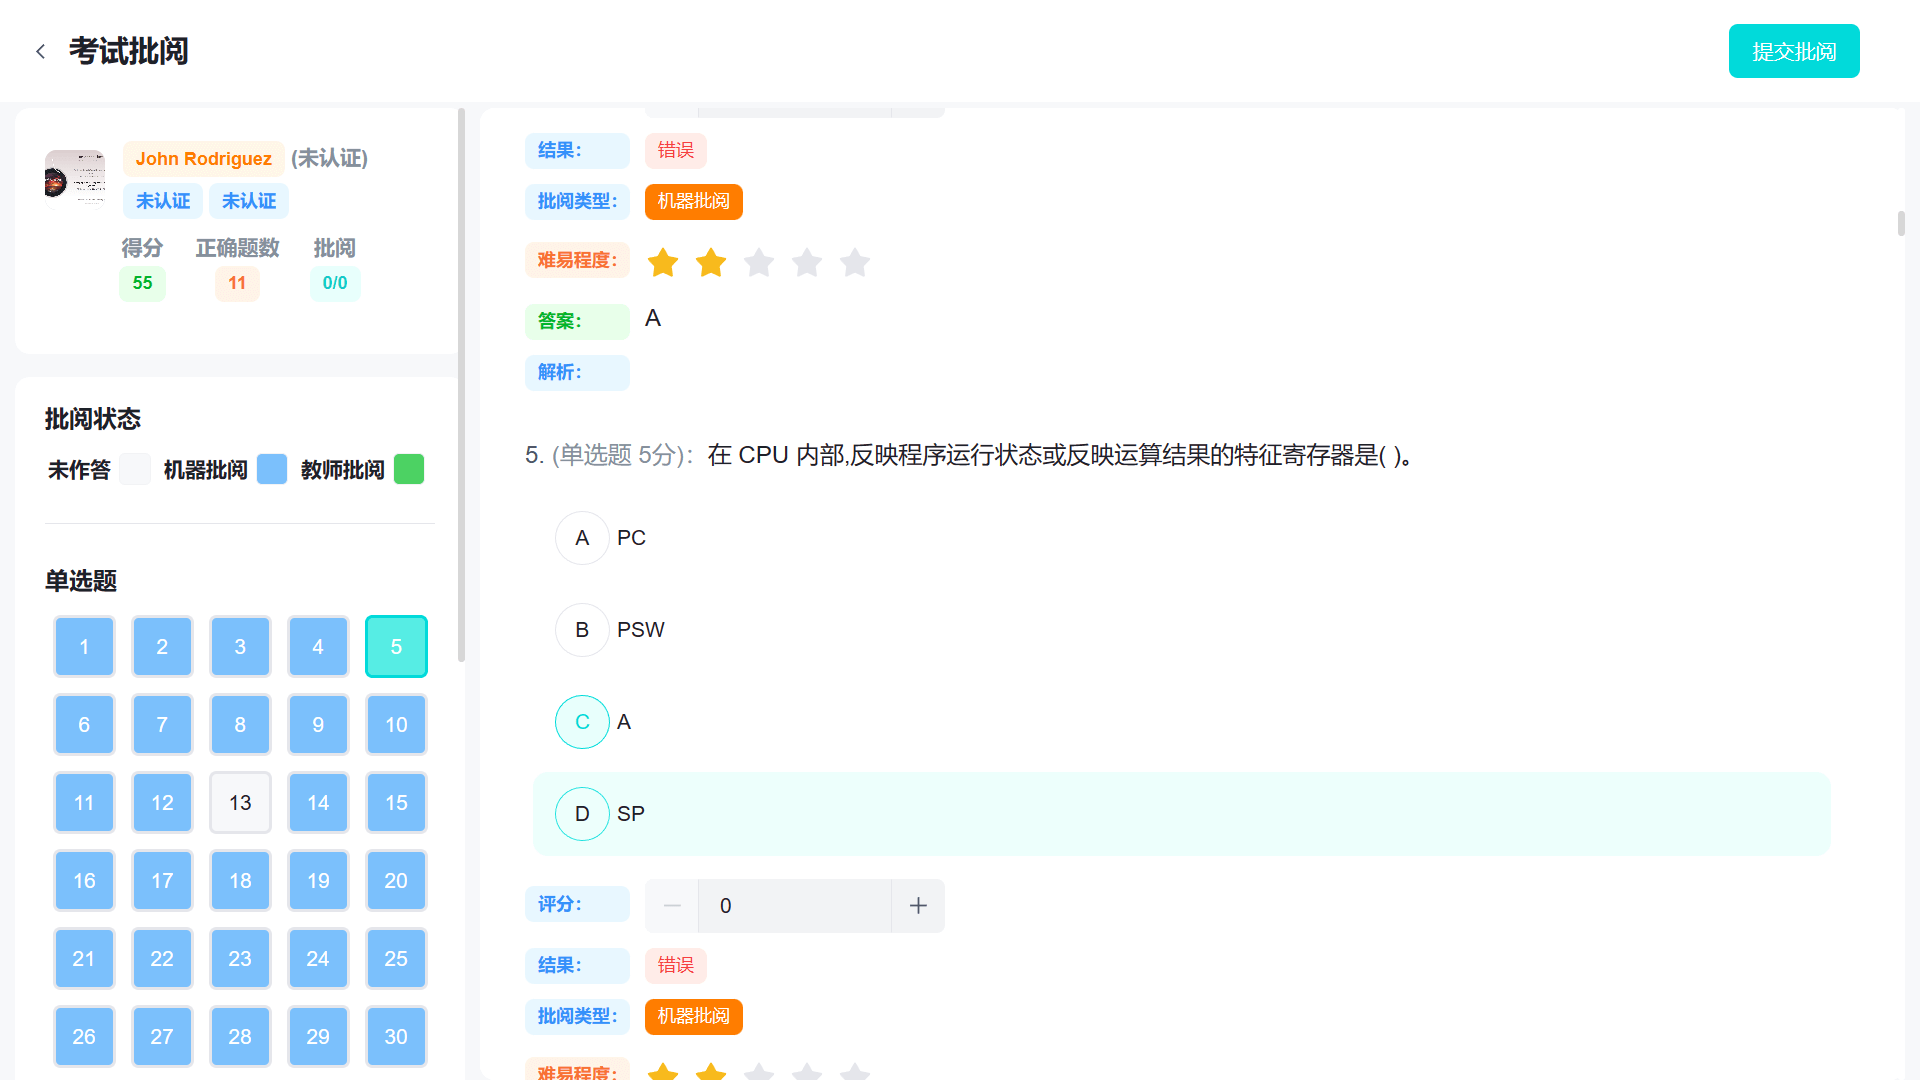 考试批阅
提交批阅
John Rodriguez (未认证)
未认证 未认证
得分 正确题数 批阅
55 11 0/0
批阅状态
未作答 机器批阅 教师批阅
单选题
1 2 3 4 5
6 7 8 9 10
11 12 13 14 15
16 17 18 19 20
21 22 23 24 25
26 27 28 29 30
结果: 错误
批阅类型: 机器批阅
难易程度:
答案: A
解析:
5. (单选题 5分)： 在 CPU 内部,反映程序运行状态或反映运算结果的特征寄存器是( )。
A PC
B PSW
C A
D SP
评分: 0
结果: 错误
批阅类型: 机器批阅
难易程度: